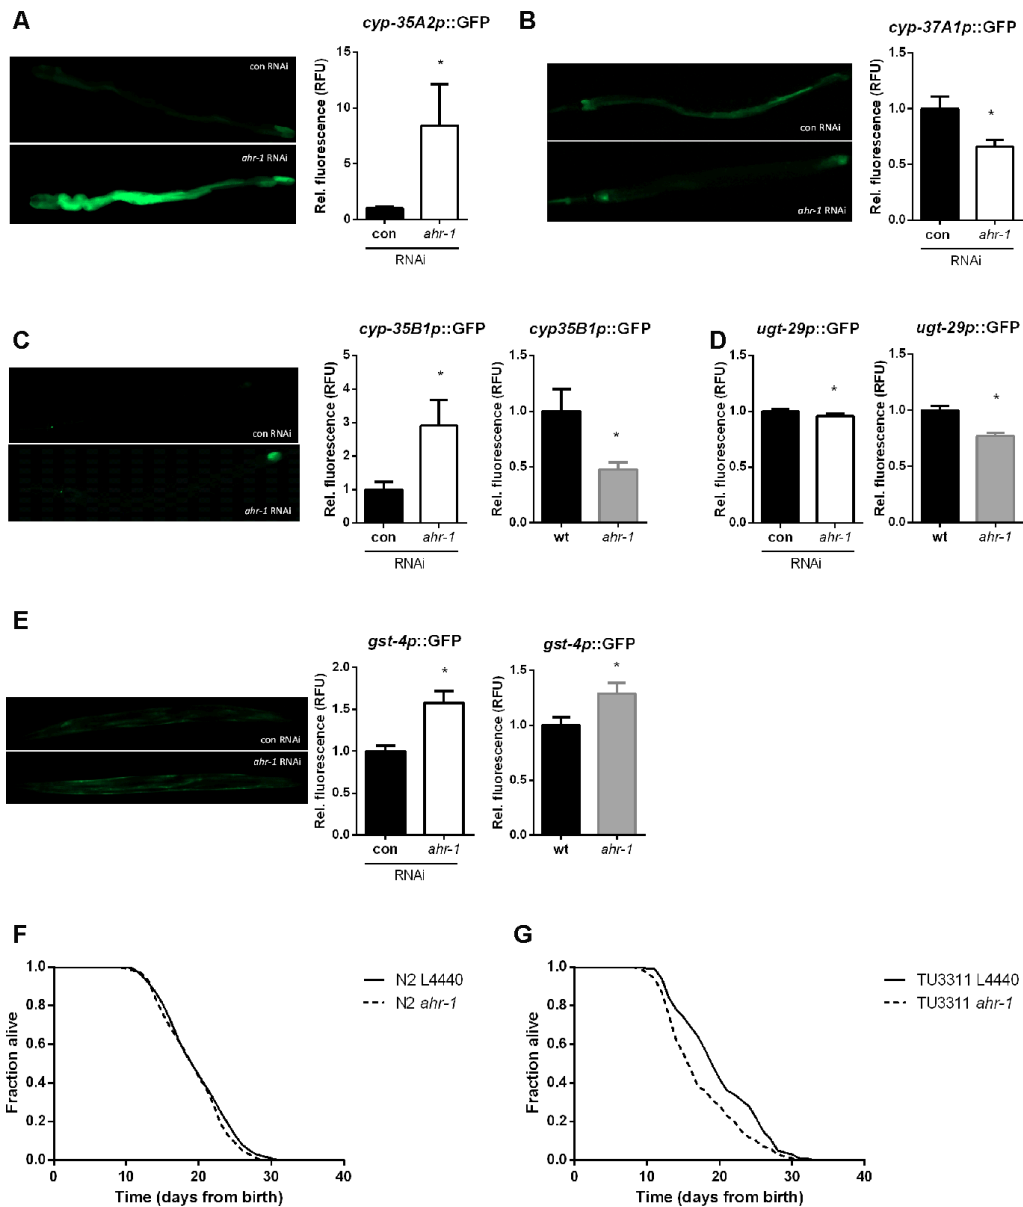 A
cyp-35A2p::GFP
con RNAi
ahr-1 RNAi
Rel. fluorescence (RFU)
15
10
5
0
con ahr-1
RNAi
B
cyp-37A1p::GFP
con RNAi
ahr-1 RNAi
Rel. fluorescence (RFU)
1.5
1.0
0.5
0.0
*
*
con ahr-1
RNAi
C
con RNAi
ahr-1 RNAi
cyp-35B1p::GFP
Rel. fluorescence (RFU)
5
4
3
2
1
0
*
con ahr-1
RNAi
cyp35B1p::GFP
Rel. fluorescence (RFU)
1.5
1.0
0.5
0.0
*
wt ahr-1
D
ugt-29p::GFP
Rel. fluorescence (RFU)
1.5
1.0
0.5
0.0
*
con ahr-1
RNAi
ugt-29p::GFP
Rel. fluorescence (RFU)
1.5
1.0
0.5
0.0
*
wt ahr-1
E
con RNAi
ahr-1 RNAi
gst-4p::GFP
Rel. fluorescence (RFU)
2.0
1.5
1.0
0.5
0.0
*
con ahr-1
RNAi
gst-4p::GFP
Rel. fluorescence (RFU)
1.5
1.0
0.5
0.0
*
wt ahr-1
F
Fraction alive
1.0
0.8
0.6
0.4
0.2
0.0
0 10 20 30 40
Time (days from birth)
N2 L4440
N2 ahr-1
G
Fraction alive
1.0
0.8
0.6
0.4
0.2
0.0
0 10 20 30 40
Time (days from birth)
TU3311 L4440
TU3311 ahr-1